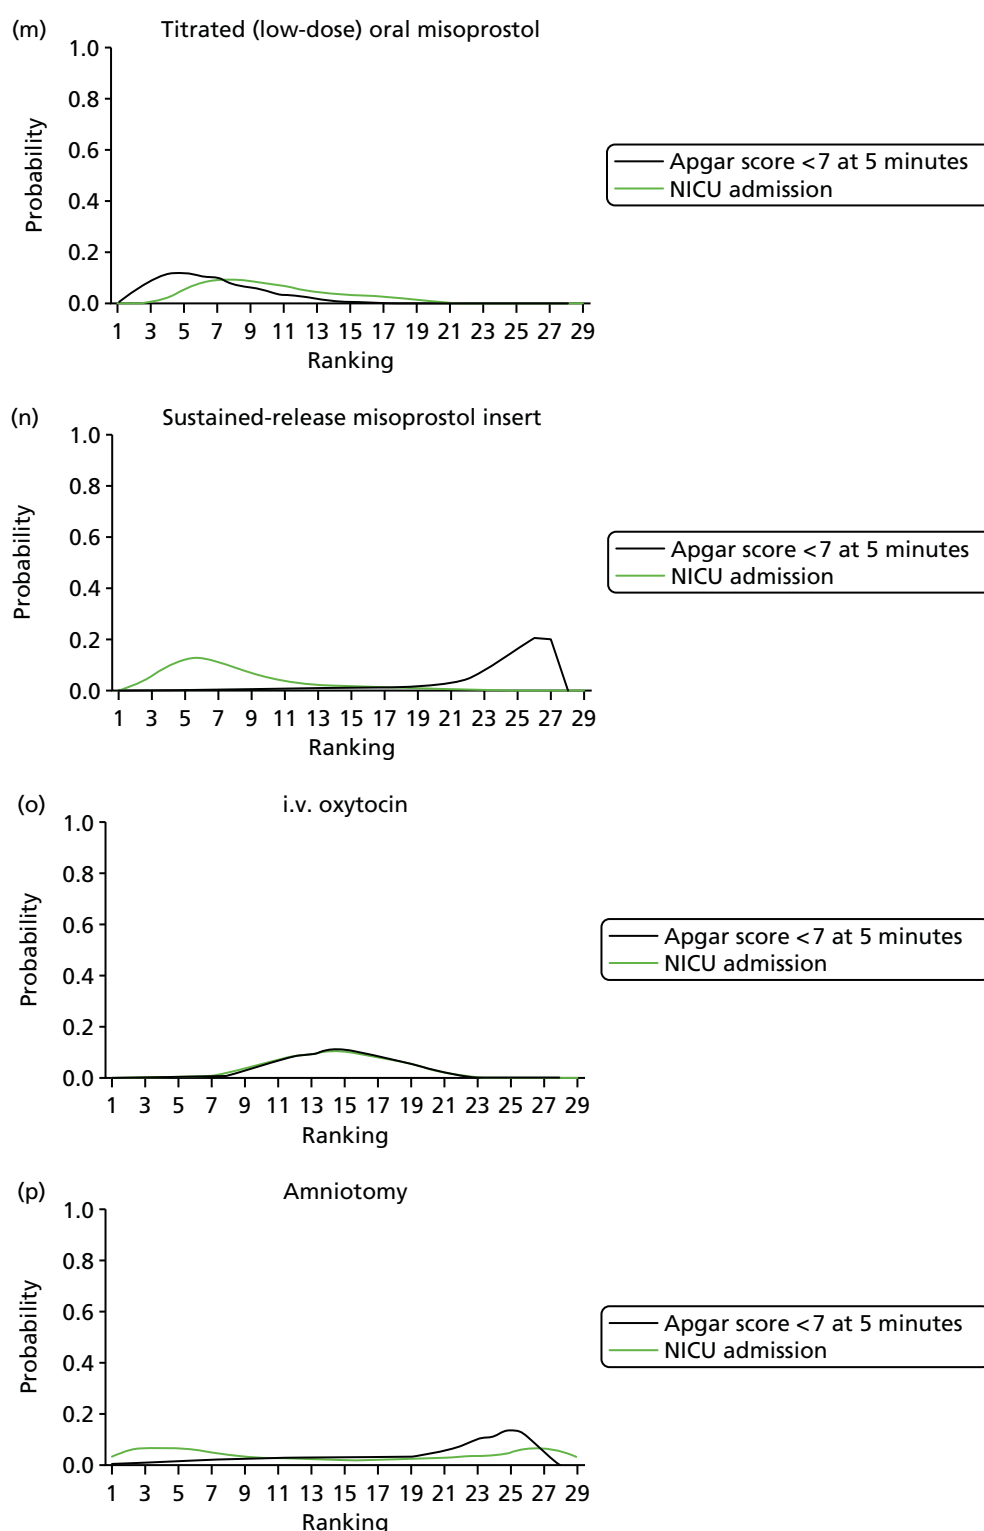 (m) Titrated (low-dose) oral misoprostol
1.0
0.8
0.6
0.4
0.2
0.0
Probability
1 3 5 7 9 11 13 15 17 19 21 23 25 27 29
Ranking
Apgar score <7 at 5 minutes
NICU admission
(n) Sustained-release misoprostol insert
1.0
0.8
0.6
0.4
0.2
0.0
Probability
1 3 5 7 9 11 13 15 17 19 21 23 25 27 29
Ranking
Apgar score <7 at 5 minutes
NICU admission
(o) i.v. oxytocin
1.0
0.8
0.6
0.4
0.2
0.0
Probability
1 3 5 7 9 11 13 15 17 19 21 23 25 27 29
Ranking
Apgar score <7 at 5 minutes
NICU admission
(p) Amniotomy
1.0
0.8
0.6
0.4
0.2
0.0
Probability
1 3 5 7 9 11 13 15 17 19 21 23 25 27 29
Ranking
Apgar score <7 at 5 minutes
NICU admission